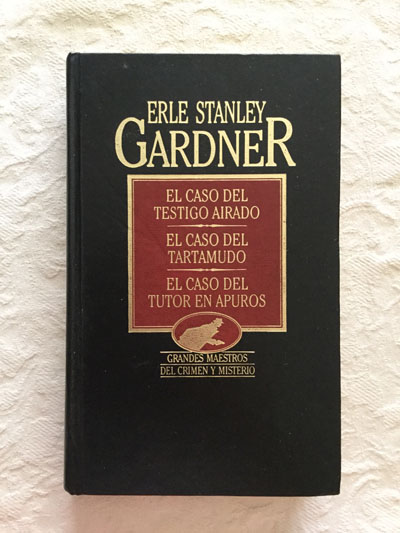 ERLE STANLEY
GARDNER
EL CASO DEL
TESTIGO AIRADO
EL CASO DEL
TARTAMUDO
EL CASO DEL
TUTOR EN APUROS
GRANDES MAESTROS
DEL CRIMEN Y MISTERIO